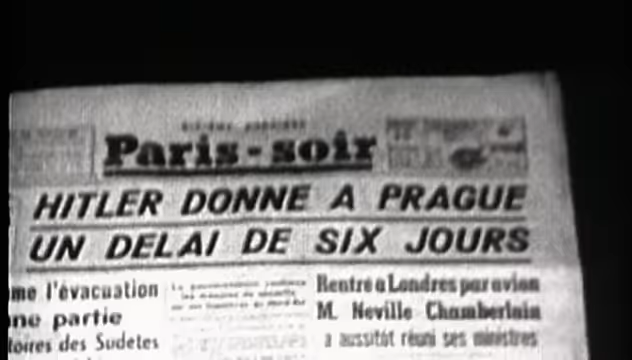 Paris-soir
HITLER DONNE A PRAGUE
UN DELAI DE SIX JOURS
me l'évacuation
ne partie
toires des Sudetes
Rentré à Londres par avion
M. Neville Chamberlain
a aussitôt réuni ses ministres